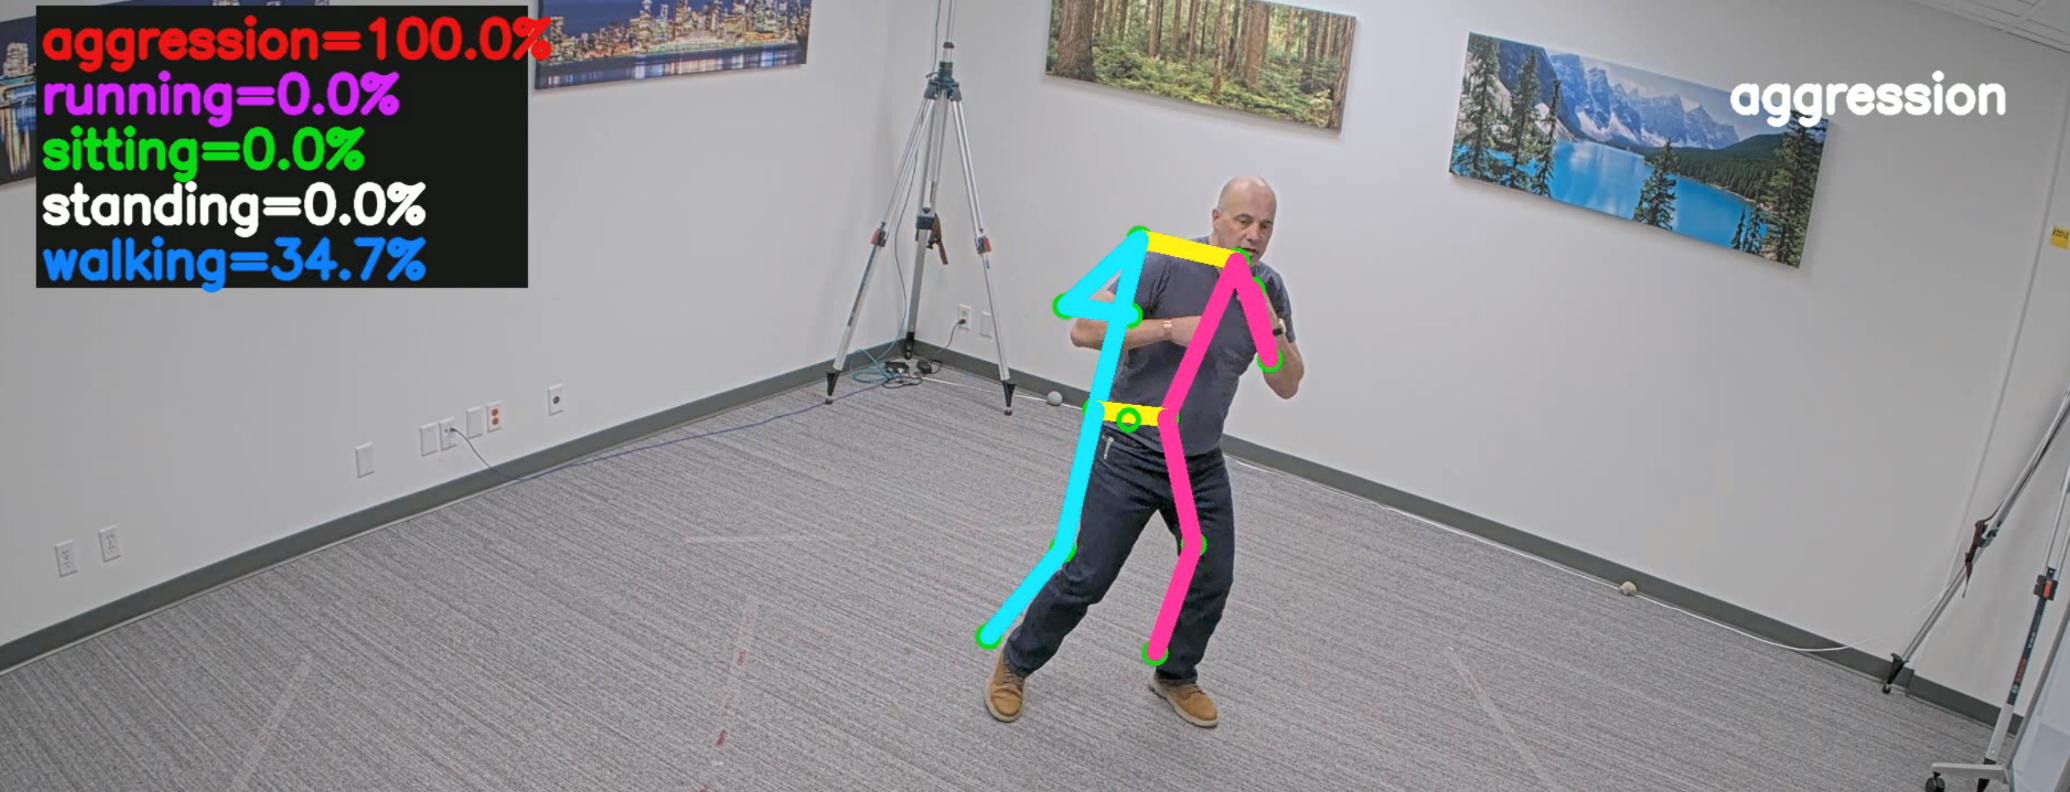 aggression=100.0%
running=0.0%
sitting=0.0%
standing=0.0%
walking=34.7%
aggression